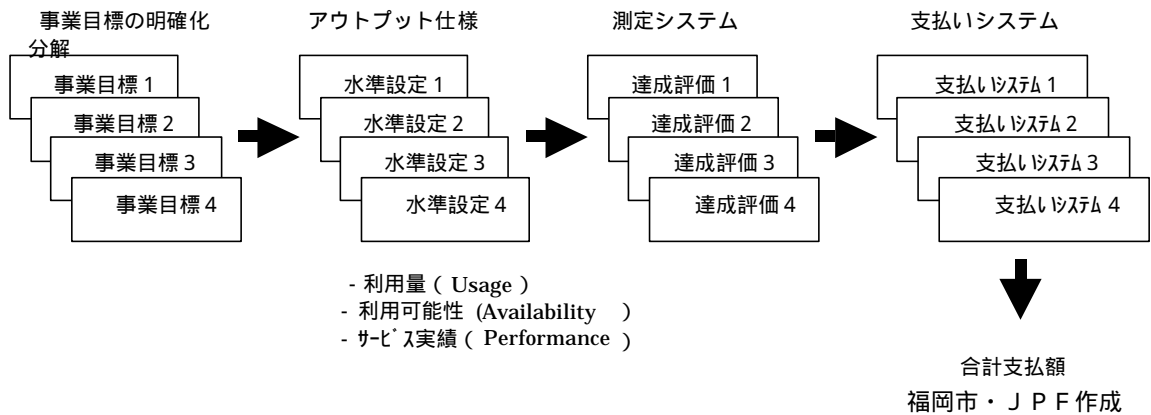 事業目標の明確化
分解
事業目標 1
事業目標 2
事業目標 3
事業目標 4
アウトプット仕様
水準設定 1
水準設定 2
水準設定 3
水準設定 4
- 利用量 ( Usage )
- 利用可能性 (Availability )
- ｻｰﾋﾞｽ実績 ( Performance )
測定システム
達成評価 1
達成評価 2
達成評価 3
達成評価 4
支払いシステム
支払いｼｽﾃﾑ 1
支払いｼｽﾃﾑ 2
支払いｼｽﾃﾑ 3
支払いｼｽﾃﾑ 4
合計支払額
福岡市・ＪＰＦ作成